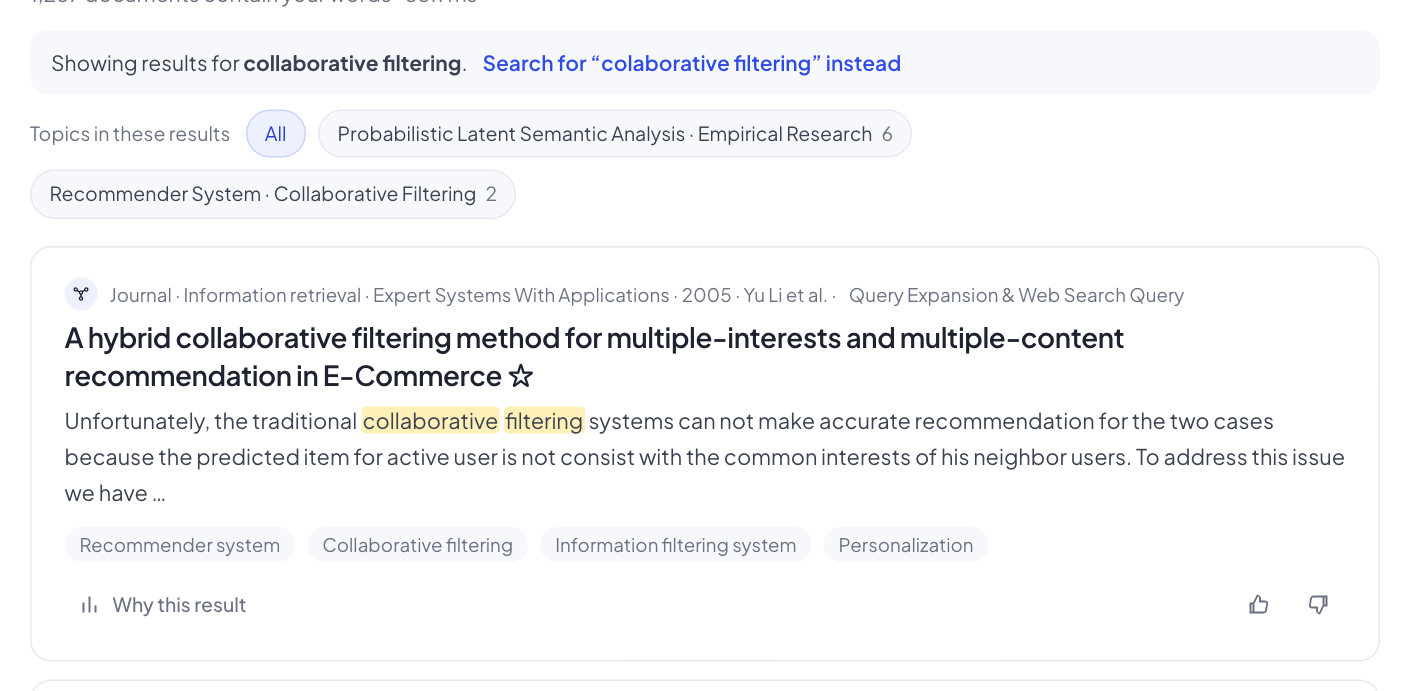 Showing results for collaborative filtering. Search for “colaborative filtering” instead
Topics in these results All Probabilistic Latent Semantic Analysis · Empirical Research 6
Recommender System · Collaborative Filtering 2
Journal · Information retrieval · Expert Systems With Applications · 2005 · Yu Li et al. · Query Expansion & Web Search Query
A hybrid collaborative filtering method for multiple-interests and multiple-content
recommendation in E-Commerce ☆
Unfortunately, the traditional collaborative filtering systems can not make accurate recommendation for the two cases
because the predicted item for active user is not consist with the common interests of his neighbor users. To address this issue
we have …
Recommender system Collaborative filtering Information filtering system Personalization
Why this result